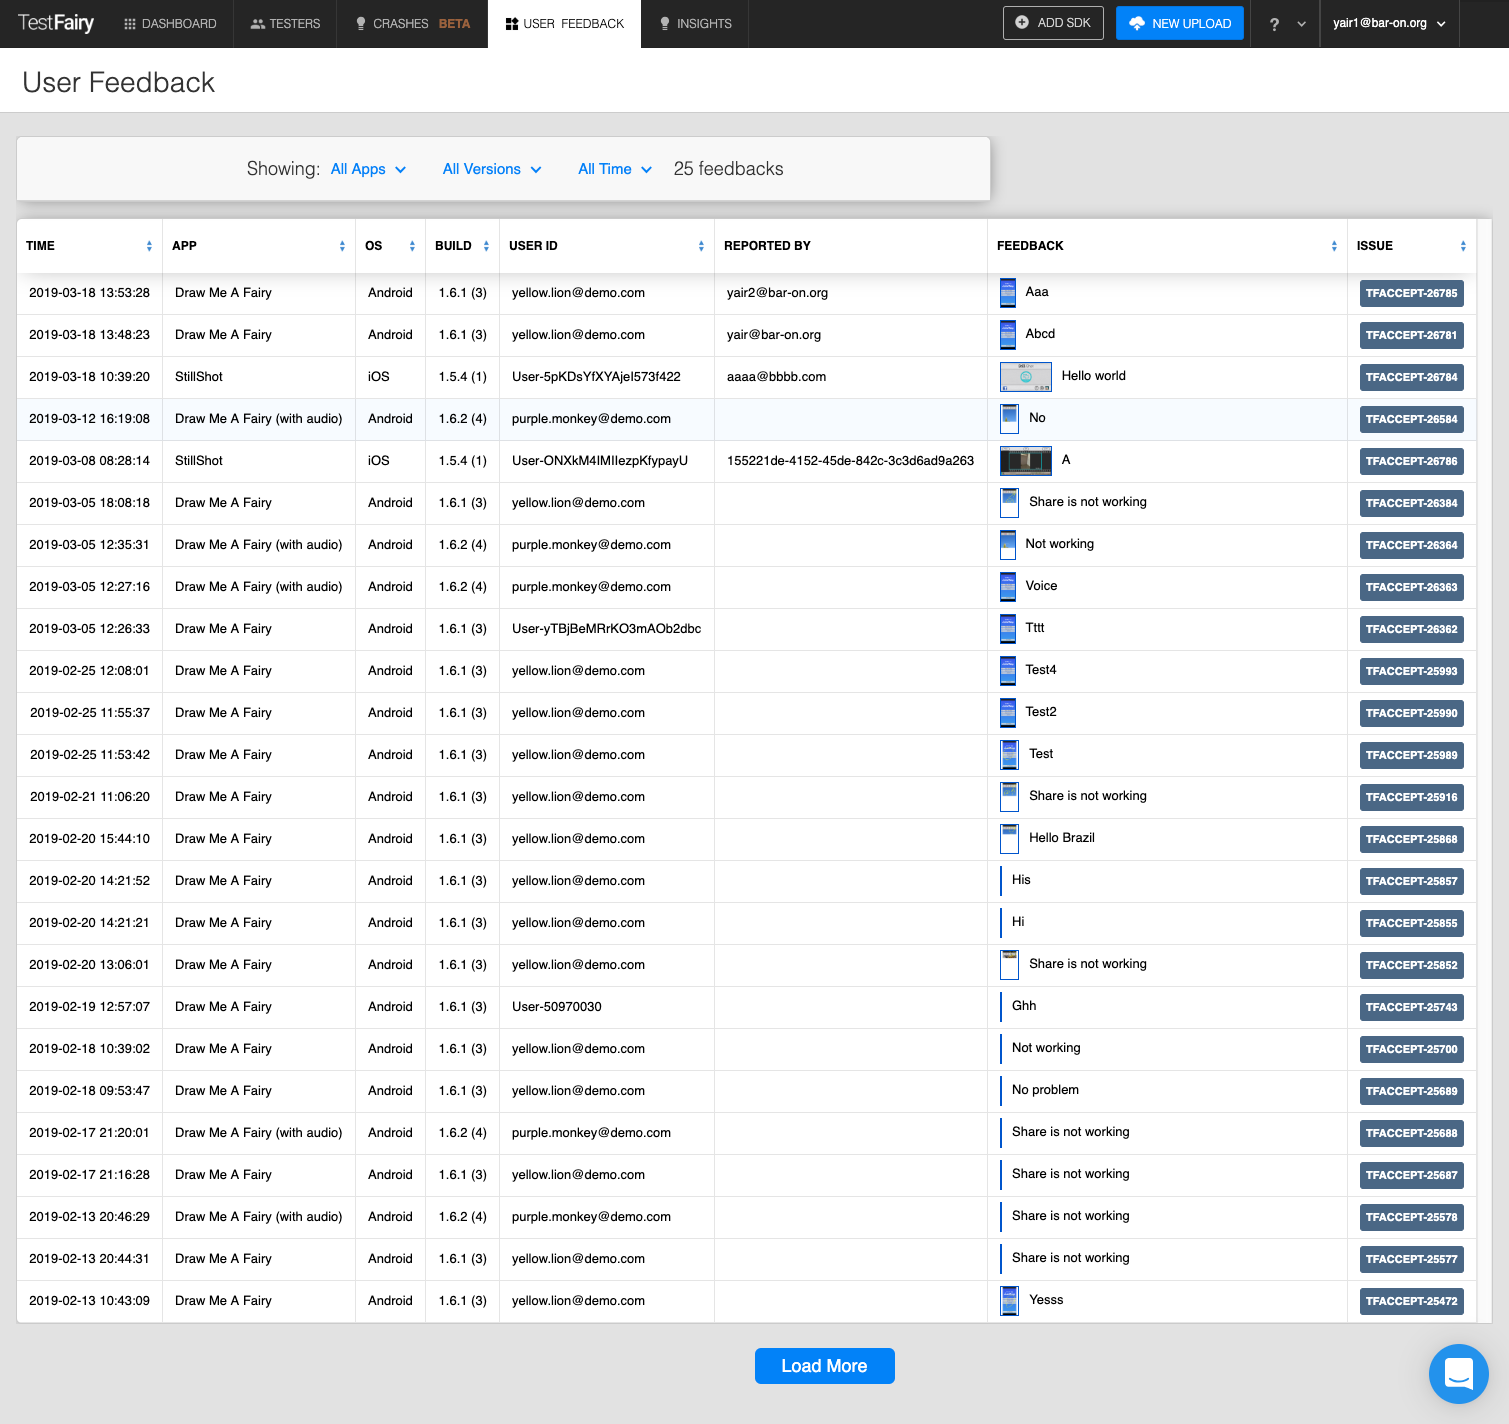 TestFairy DASHBOARD TESTERS CRASHES BETA USER FEEDBACK INSIGHTS ADD SDK NEW UPLOAD ? yair1@bar-on.org
User Feedback
Showing: All Apps All Versions All Time 25 feedbacks
TIME APP OS BUILD USER ID REPORTED BY FEEDBACK ISSUE
2019-03-18 13:53:28 Draw Me A Fairy Android 1.6.1 (3) yellow.lion@demo.com yair2@bar-on.org Aaa TFACCEPT-26785
2019-03-18 13:48:23 Draw Me A Fairy Android 1.6.1 (3) yellow.lion@demo.com yair@bar-on.org Abcd TFACCEPT-26781
2019-03-18 10:39:20 StillShot iOS 1.5.4 (1) User-5pKDsYfXYAjeI573f422 aaaa@bbbb.com Hello world TFACCEPT-26784
2019-03-12 16:19:08 Draw Me A Fairy (with audio) Android 1.6.2 (4) purple.monkey@demo.com No TFACCEPT-26584
2019-03-08 08:28:14 StillShot iOS 1.5.4 (1) User-ONXkM4IMIIezpKfypayU 155221de-4152-45de-842c-3c3d6ad9a263 A TFACCEPT-26786
2019-03-05 18:08:18 Draw Me A Fairy Android 1.6.1 (3) yellow.lion@demo.com Share is not working TFACCEPT-26384
2019-03-05 12:35:31 Draw Me A Fairy (with audio) Android 1.6.2 (4) purple.monkey@demo.com Not working TFACCEPT-26364
2019-03-05 12:27:16 Draw Me A Fairy (with audio) Android 1.6.2 (4) purple.monkey@demo.com Voice TFACCEPT-26363
2019-03-05 12:26:33 Draw Me A Fairy Android 1.6.1 (3) User-yTBjBeMRrKO3mAOb2dbc Tttt TFACCEPT-26362
2019-02-25 12:08:01 Draw Me A Fairy Android 1.6.1 (3) yellow.lion@demo.com Test4 TFACCEPT-25993
2019-02-25 11:55:37 Draw Me A Fairy Android 1.6.1 (3) yellow.lion@demo.com Test2 TFACCEPT-25990
2019-02-25 11:53:42 Draw Me A Fairy Android 1.6.1 (3) yellow.lion@demo.com Test TFACCEPT-25989
2019-02-21 11:06:20 Draw Me A Fairy Android 1.6.1 (3) yellow.lion@demo.com Share is not working TFACCEPT-25916
2019-02-20 15:44:10 Draw Me A Fairy Android 1.6.1 (3) yellow.lion@demo.com Hello Brazil TFACCEPT-25868
2019-02-20 14:21:52 Draw Me A Fairy Android 1.6.1 (3) yellow.lion@demo.com His TFACCEPT-25857
2019-02-20 14:21:21 Draw Me A Fairy Android 1.6.1 (3) yellow.lion@demo.com Hi TFACCEPT-25855
2019-02-20 13:06:01 Draw Me A Fairy Android 1.6.1 (3) yellow.lion@demo.com Share is not working TFACCEPT-25852
2019-02-19 12:57:07 Draw Me A Fairy Android 1.6.1 (3) User-50970030 Ghh TFACCEPT-25743
2019-02-18 10:39:02 Draw Me A Fairy Android 1.6.1 (3) yellow.lion@demo.com Not working TFACCEPT-25700
2019-02-18 09:53:47 Draw Me A Fairy Android 1.6.1 (3) yellow.lion@demo.com No problem TFACCEPT-25689
2019-02-17 21:20:01 Draw Me A Fairy (with audio) Android 1.6.2 (4) purple.monkey@demo.com Share is not working TFACCEPT-25688
2019-02-17 21:16:28 Draw Me A Fairy Android 1.6.1 (3) yellow.lion@demo.com Share is not working TFACCEPT-25687
2019-02-13 20:46:29 Draw Me A Fairy (with audio) Android 1.6.2 (4) purple.monkey@demo.com Share is not working TFACCEPT-25578
2019-02-13 20:44:31 Draw Me A Fairy Android 1.6.1 (3) yellow.lion@demo.com Share is not working TFACCEPT-25577
2019-02-13 10:43:09 Draw Me A Fairy Android 1.6.1 (3) yellow.lion@demo.com Yesss TFACCEPT-25472
Load More